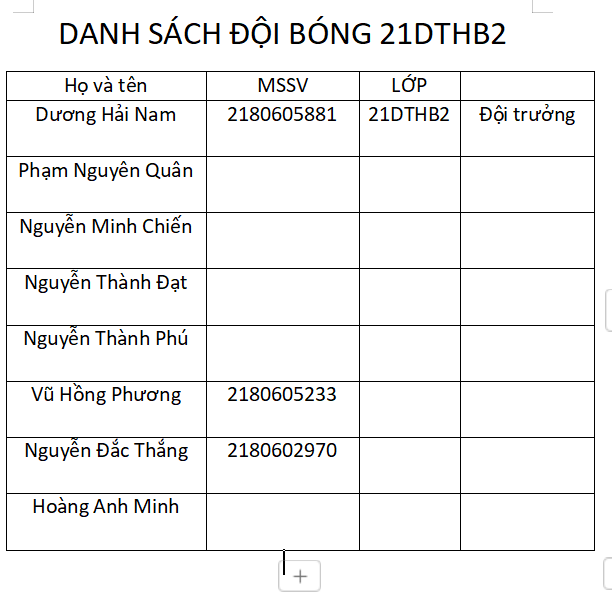 DANH SÁCH ĐỘI BÓNG 21DTHB2
Họ và tên MSSV LỚP
Dương Hải Nam 2180605881 21DTHB2 Đội trưởng
Phạm Nguyên Quân
Nguyễn Minh Chiến
Nguyễn Thành Đạt
Nguyễn Thành Phú
Vũ Hồng Phương 2180605233
Nguyễn Đắc Thắng 2180602970
Hoàng Anh Minh